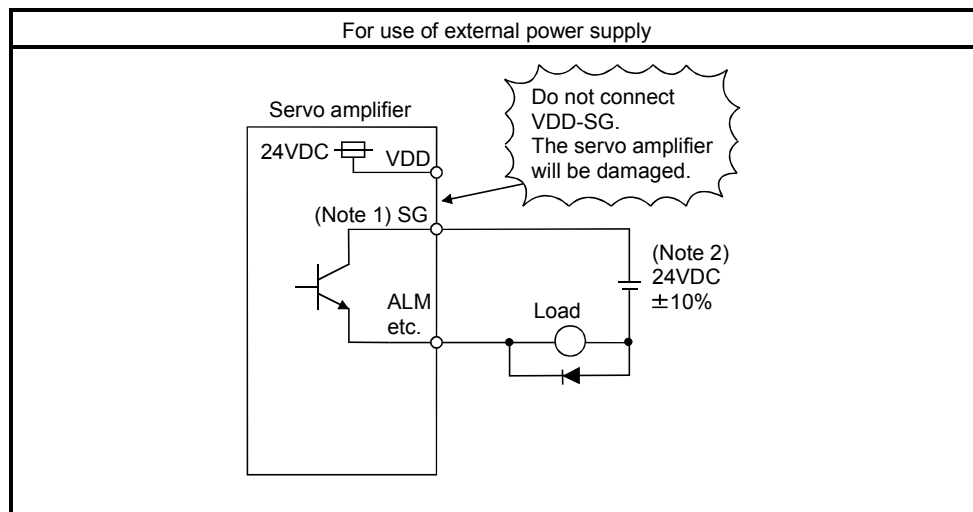 For use of external power supply
Do not connect
VDD-SG.
The servo amplifier
will be damaged.
Servo amplifier
24VDC
VDD
(Note 1) SG
(Note 2)
24VDC
±10%
ALM
etc.
Load